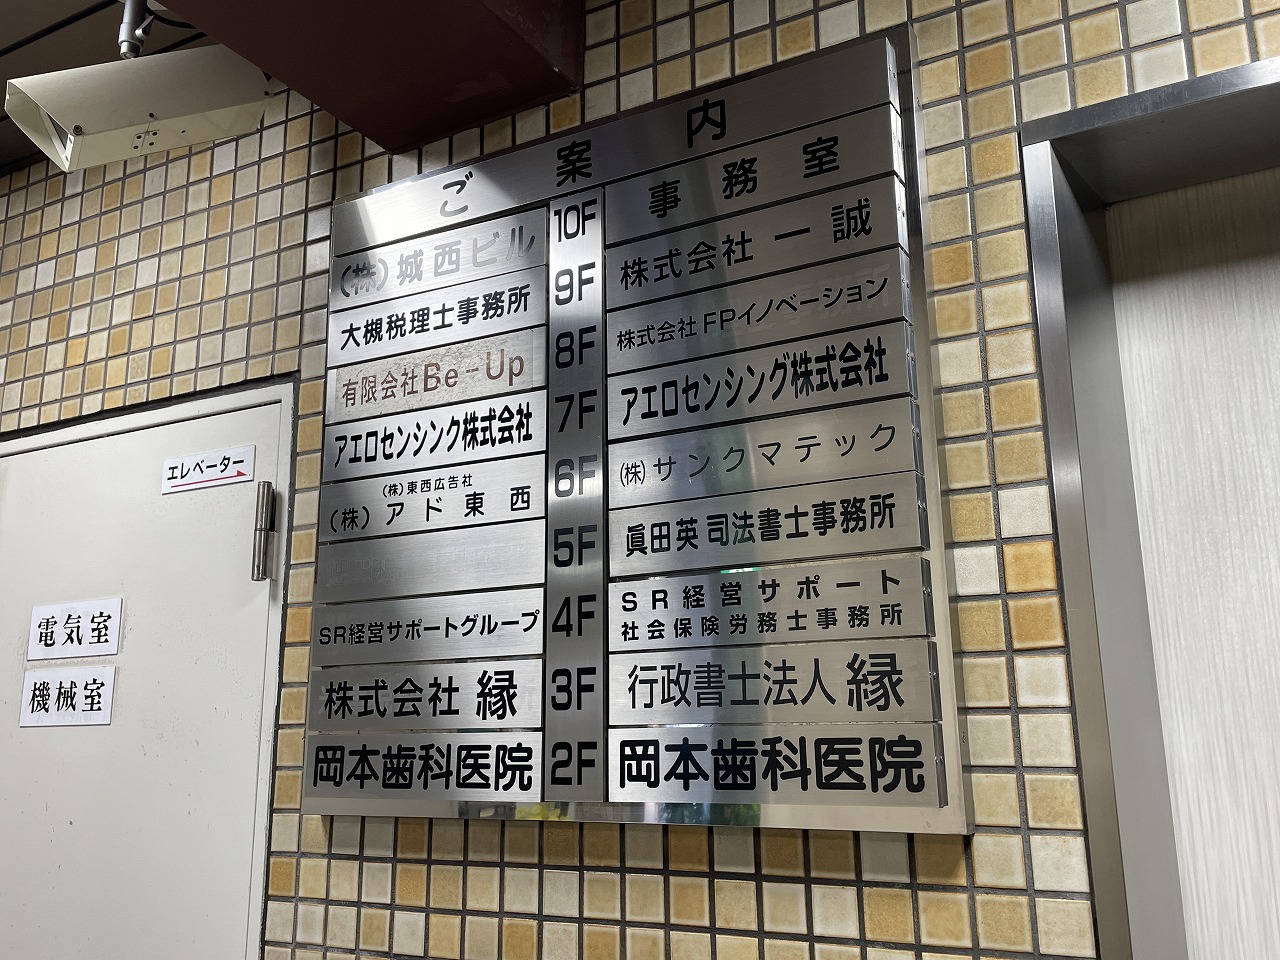 ご案内
(株)城西ビル 10F 事務室
大槻税理士事務所 9F 株式会社 一誠
有限会社Be-Up 8F 株式会社FPイノベーション
アエロセンシング株式会社 7F アエロセンシング株式会社
(株)東西広告社
(株)アド東西 6F (株)サンクマテック
5F 眞田英司法書士事務所
SR経営サポートグループ 4F SR経営サポート
社会保険労務士事務所
株式会社 縁 3F 行政書士法人 縁
岡本歯科医院 2F 岡本歯科医院
エレベーター
電気室
機械室